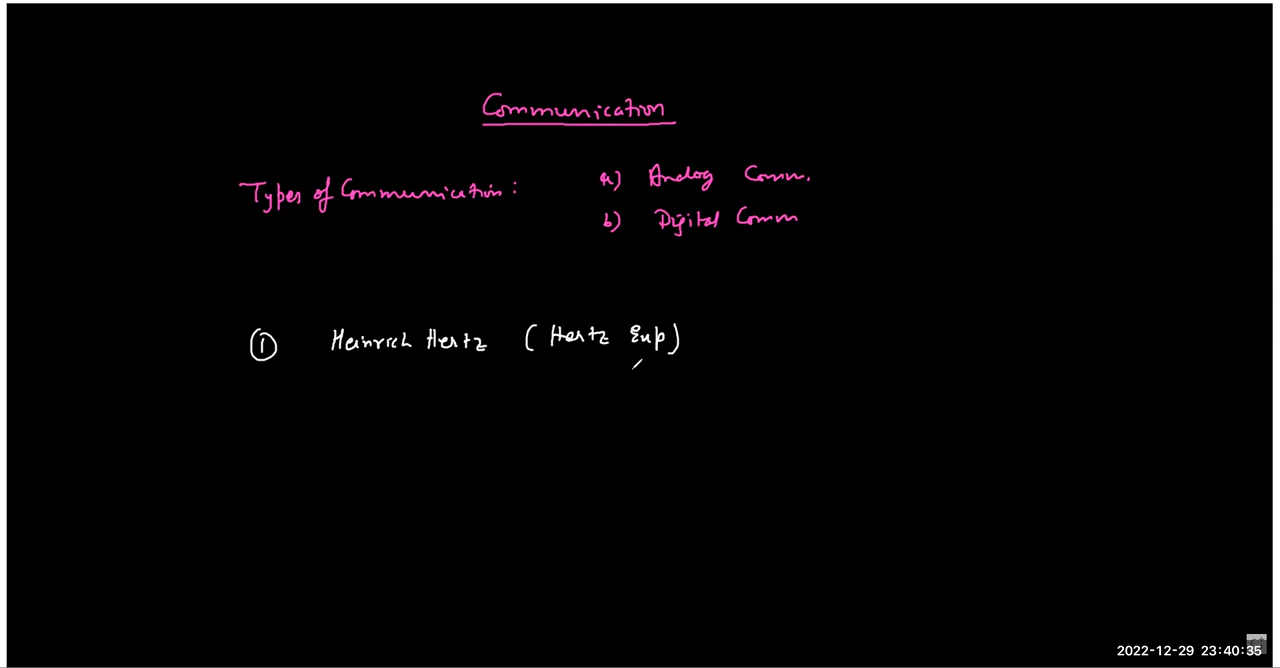 Communication
Types of Communication : a) Analog Comm.
b) Digital Comm
① Heinrich Hertz ( Hertz Exp )
2022-12-29 23:40:35